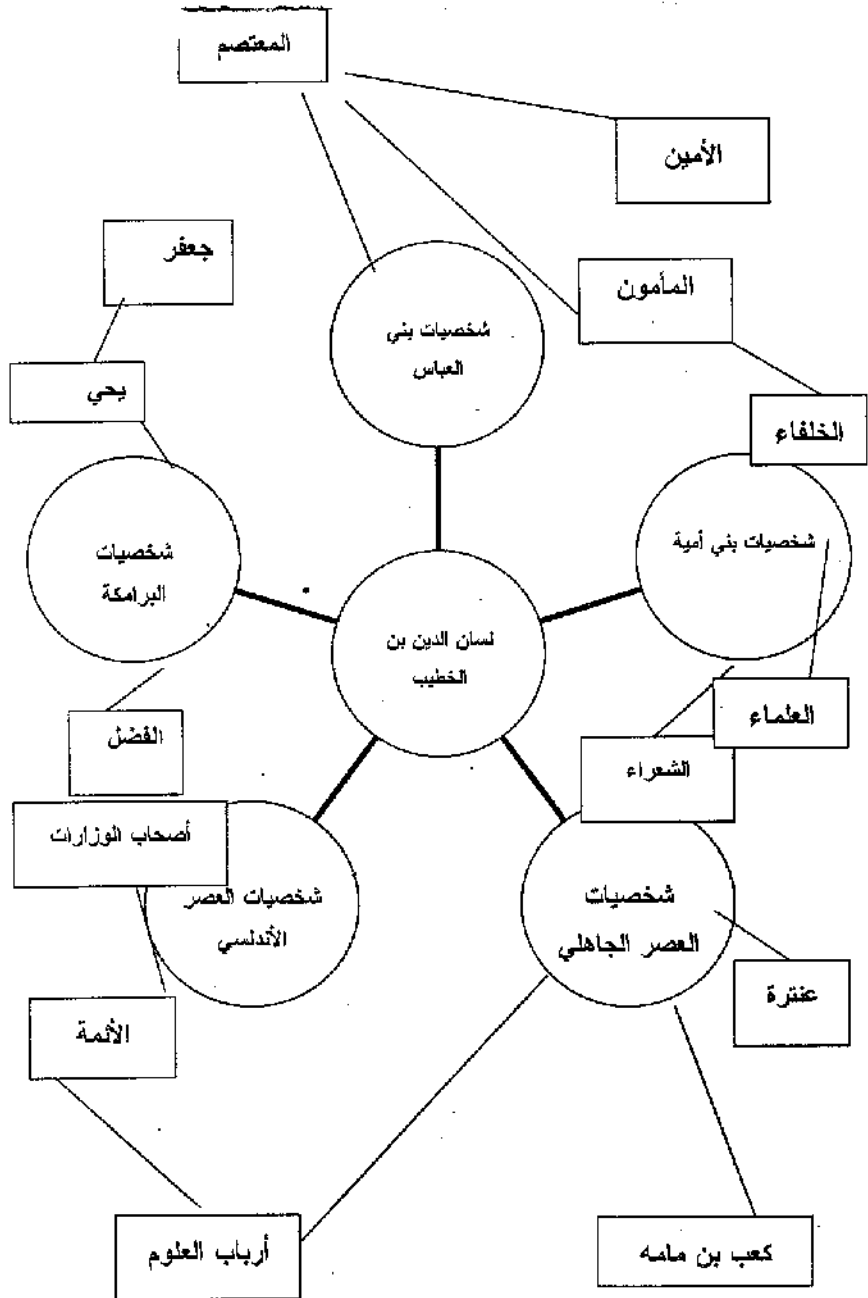 المعتصم
الأمين
جعفر
المأمون
شخصيات بني
العباس
يحي
الخلفاء
شخصيات بني أمية
شخصيات
البرامكة
لسان الدين بن
الخطيب
العلماء
الفضل
الشعراء
أصحاب الوزارات
شخصيات العصر
الأندلسي
شخصيات
العصر الجاهلي
عنترة
الأئمة
أرباب العلوم
كعب بن مامه